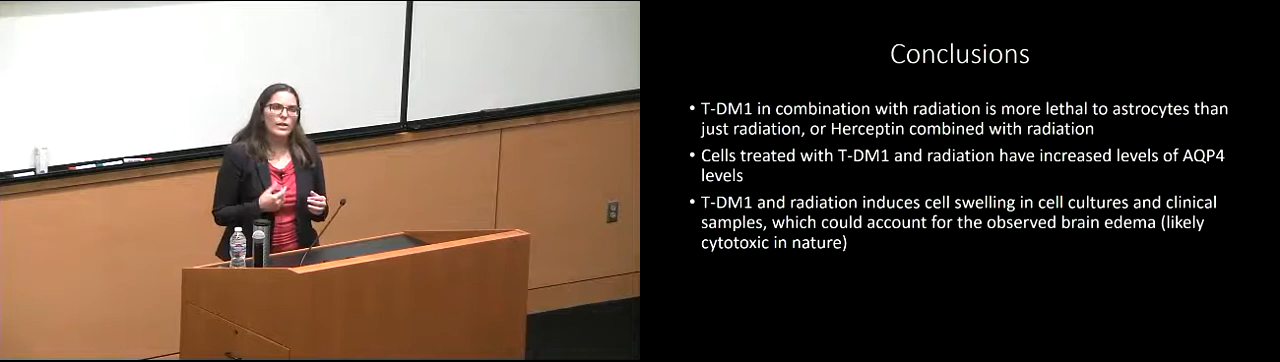 Conclusions
• T-DM1 in combination with radiation is more lethal to astrocytes than
just radiation, or Herceptin combined with radiation
• Cells treated with T-DM1 and radiation have increased levels of AQP4
levels
• T-DM1 and radiation induces cell swelling in cell cultures and clinical
samples, which could account for the observed brain edema (likely
cytotoxic in nature)